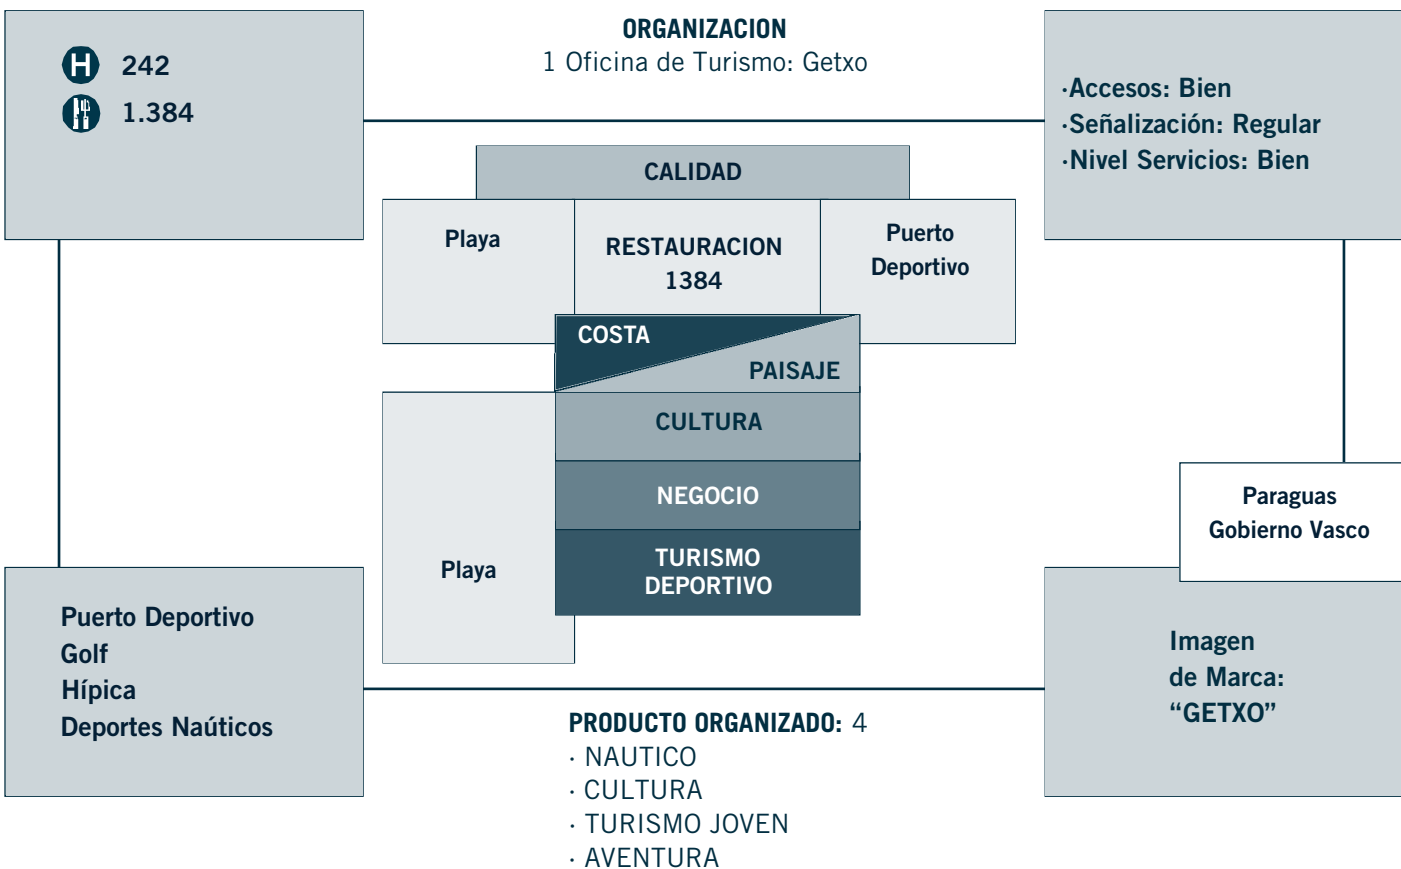 ORGANIZACION
1 Oficina de Turismo: Getxo
H 242
1.384
·Accesos: Bien
·Señalización: Regular
·Nivel Servicios: Bien
CALIDAD
Playa
RESTAURACION
1384
Puerto
Deportivo
COSTA
PAISAJE
CULTURA
NEGOCIO
TURISMO
DEPORTIVO
Playa
Paraguas
Gobierno Vasco
Puerto Deportivo
Golf
Hípica
Deportes Naúticos
Imagen
de Marca:
“GETXO”
PRODUCTO ORGANIZADO: 4
· NAUTICO
· CULTURA
· TURISMO JOVEN
· AVENTURA